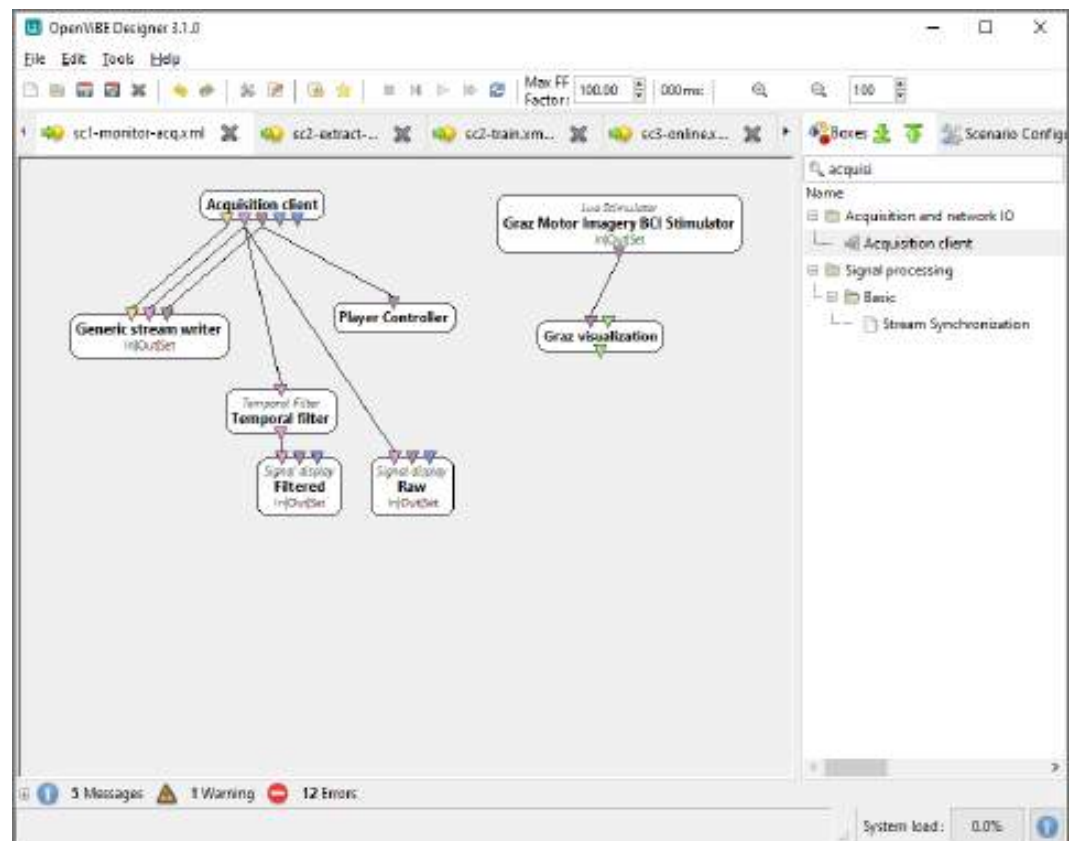 OpenViBE Designer 3.1.0
File Edit Tools Help
Max FF Factor: 100.00 000 ms: 100
sc1-monitor-acq.xml sc2-extract-... sc2-train.xm... sc3-online.x... Boxes Scenario Configu
acquisi
Name
Acquisition and network IO
Acquisition client
Signal processing
Basic
Stream Synchronization
Acquisition client
Lua Stimulator
Graz Motor Imagery BCI Stimulator
In|Out|Set
Generic stream writer
In|Out|Set
Player Controller
Graz visualization
Temporal Filter
Temporal filter
Signal display
Filtered
In|Out|Set
Signal display
Raw
In|Out|Set
5 Messages 1 Warning 12 Errors
System load: 0.0%